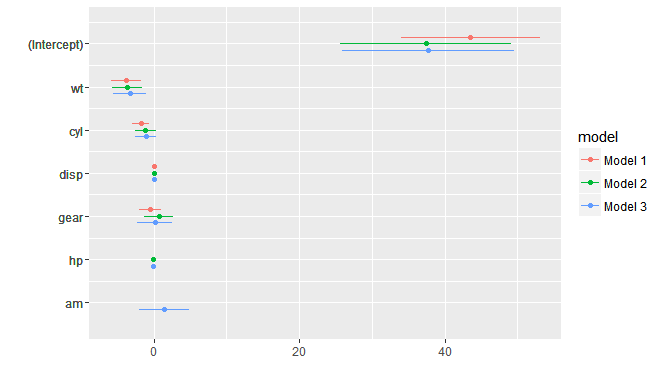 (Intercept)
wt
cyl
disp
gear
hp
am
0
20
40
model
Model 1
Model 2
Model 3